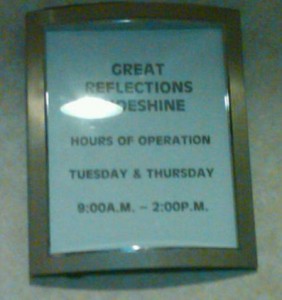 GREAT
REFLECTIONS
HOURS OF OPERATION
TUESDAY & THURSDAY
9:00A.M. – 2:00P.M.